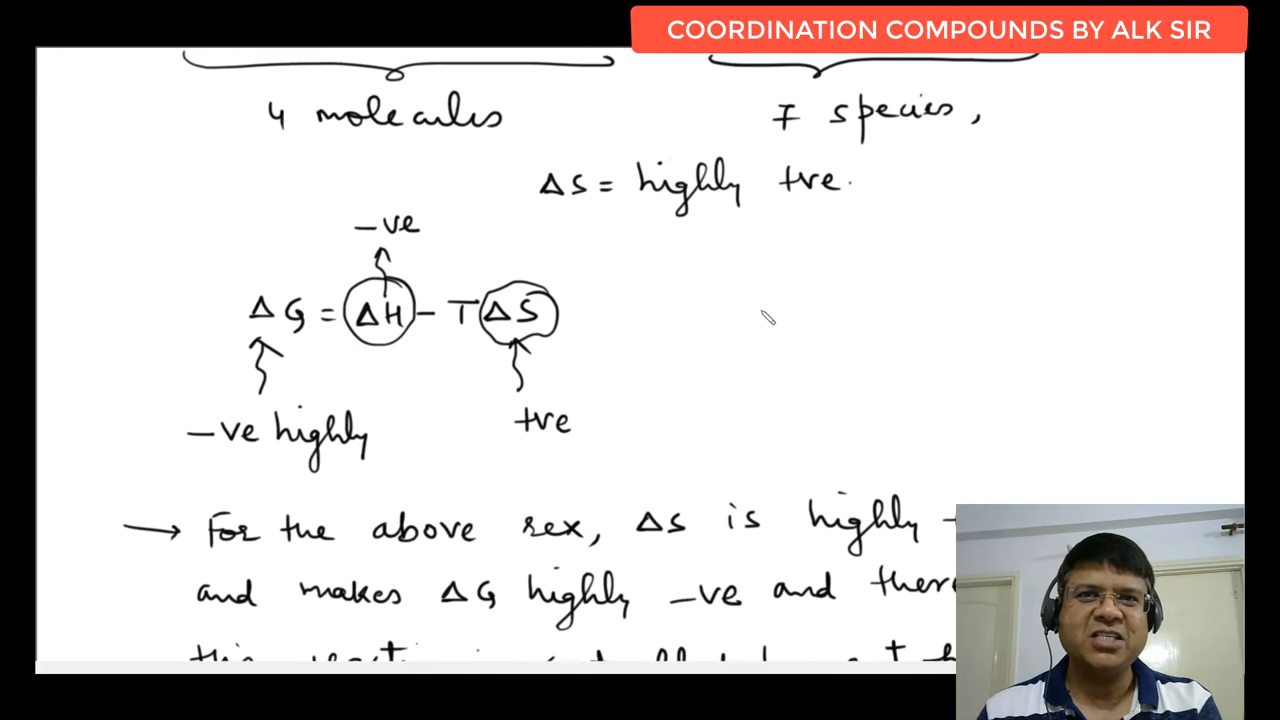 COORDINATION COMPOUNDS BY ALK SIR
4 molecules
7 species,
ΔS = highly +ve.
-ve
ΔG = ΔH - TΔS
-ve highly
+ve
→ For the above rex, ΔS is highly
and makes ΔG highly -ve and